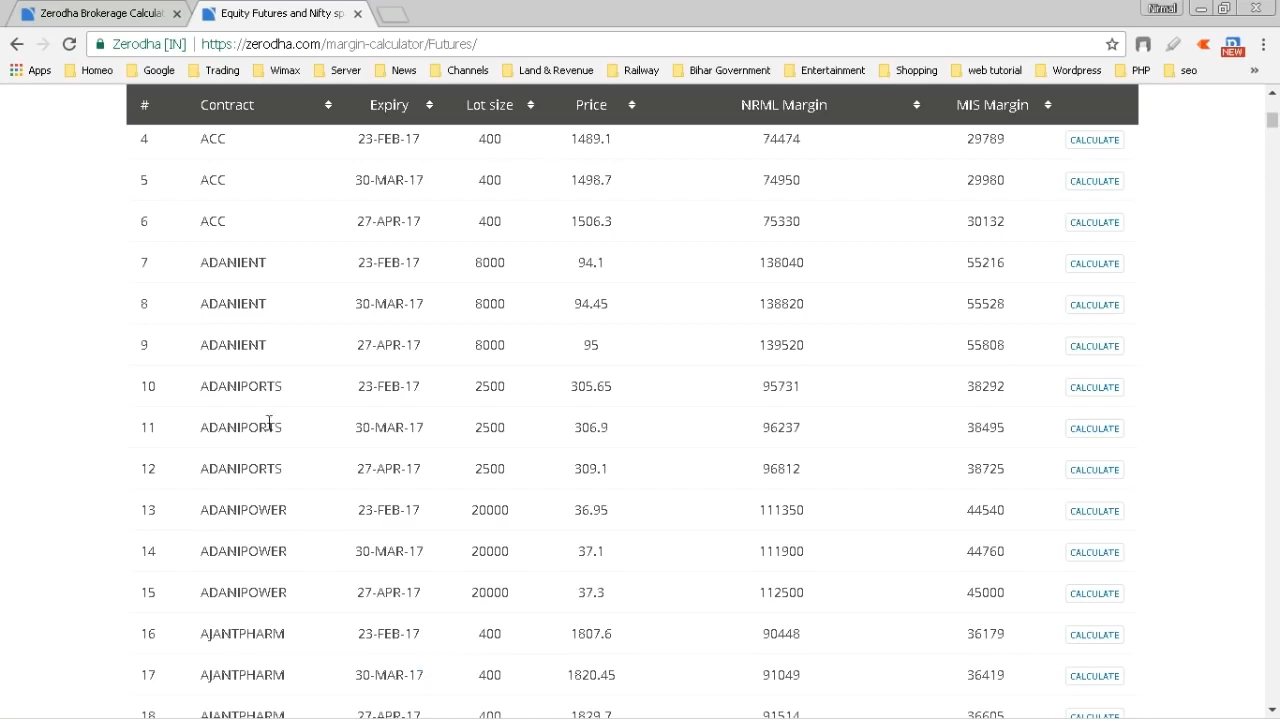 Zerodha Brokerage Calculat
Equity Futures and Nifty sp
Nirmal
Zerodha [IN]
https://zerodha.com/margin-calculator/Futures/
NEW
Apps Homeo Google Trading Wimax Server News Channels Land & Revenue Railway Bihar Government Entertainment Shopping web tutorial Wordpress PHP seo »
# Contract Expiry Lot size Price NRML Margin MIS Margin
4 ACC 23-FEB-17 400 1489.1 74474 29789 CALCULATE
5 ACC 30-MAR-17 400 1498.7 74950 29980 CALCULATE
6 ACC 27-APR-17 400 1506.3 75330 30132 CALCULATE
7 ADANIENT 23-FEB-17 8000 94.1 138040 55216 CALCULATE
8 ADANIENT 30-MAR-17 8000 94.45 138820 55528 CALCULATE
9 ADANIENT 27-APR-17 8000 95 139520 55808 CALCULATE
10 ADANIPORTS 23-FEB-17 2500 305.65 95731 38292 CALCULATE
11 ADANIPORTS 30-MAR-17 2500 306.9 96237 38495 CALCULATE
12 ADANIPORTS 27-APR-17 2500 309.1 96812 38725 CALCULATE
13 ADANIPOWER 23-FEB-17 20000 36.95 111350 44540 CALCULATE
14 ADANIPOWER 30-MAR-17 20000 37.1 111900 44760 CALCULATE
15 ADANIPOWER 27-APR-17 20000 37.3 112500 45000 CALCULATE
16 AJANTPHARM 23-FEB-17 400 1807.6 90448 36179 CALCULATE
17 AJANTPHARM 30-MAR-17 400 1820.45 91049 36419 CALCULATE
18 AJANTPHARM 27-APR-17 400 1829.7 91514 36605 CALCULATE